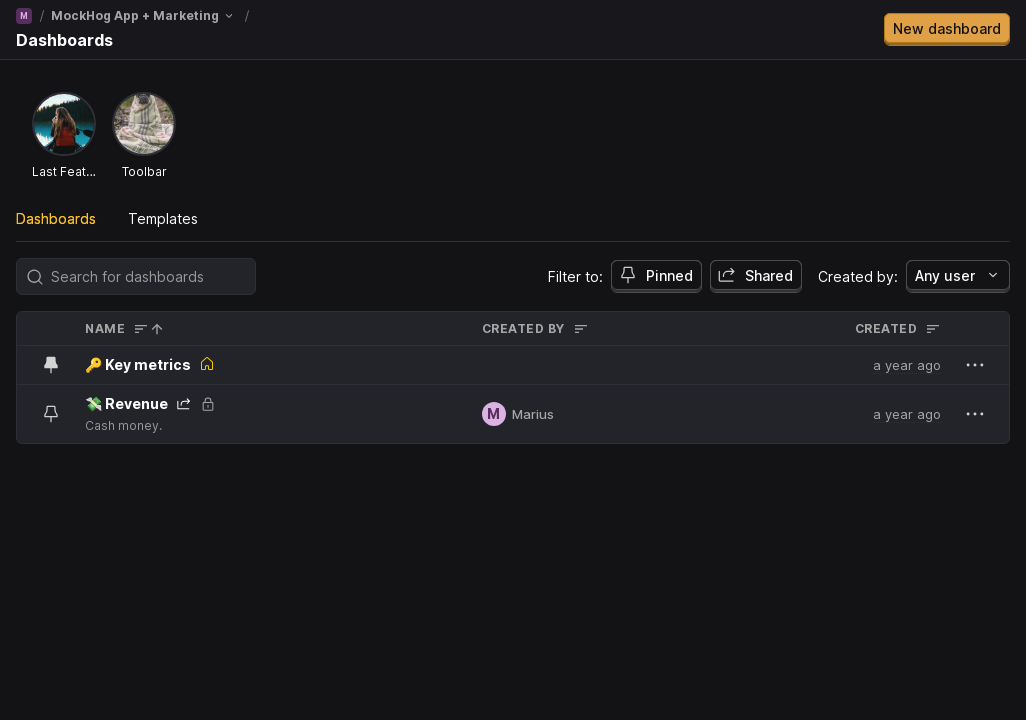 M / MockHog App + Marketing /
Dashboards
New dashboard
Last Feat...
Toolbar
Dashboards
Templates
Search for dashboards
Filter to:
Pinned
Shared
Created by:
Any user
NAME
CREATED BY
CREATED
🔑 Key metrics
a year ago
💸 Revenue
Cash money.
M Marius
a year ago